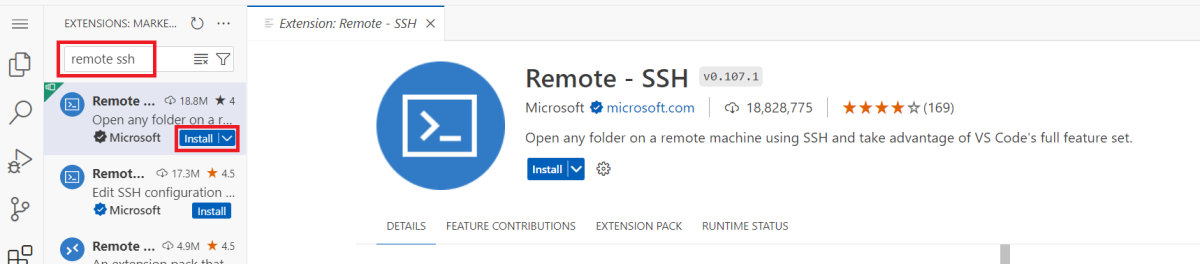 EXTENSIONS: MARKE...
remote ssh
Remote ... 18.8M ★ 4
Open any folder on a r...
Microsoft Install
Remot... 17.3M ★ 4.5
Edit SSH configuration ...
Microsoft Install
Remote ... 4.9M ★ 4.5
An extension pack that
Extension: Remote - SSH
Remote - SSH v0.107.1
Microsoft microsoft.com | 18,828,775 | ★★★★☆ (169)
Open any folder on a remote machine using SSH and take advantage of VS Code's full feature set.
Install
DETAILS FEATURE CONTRIBUTIONS EXTENSION PACK RUNTIME STATUS